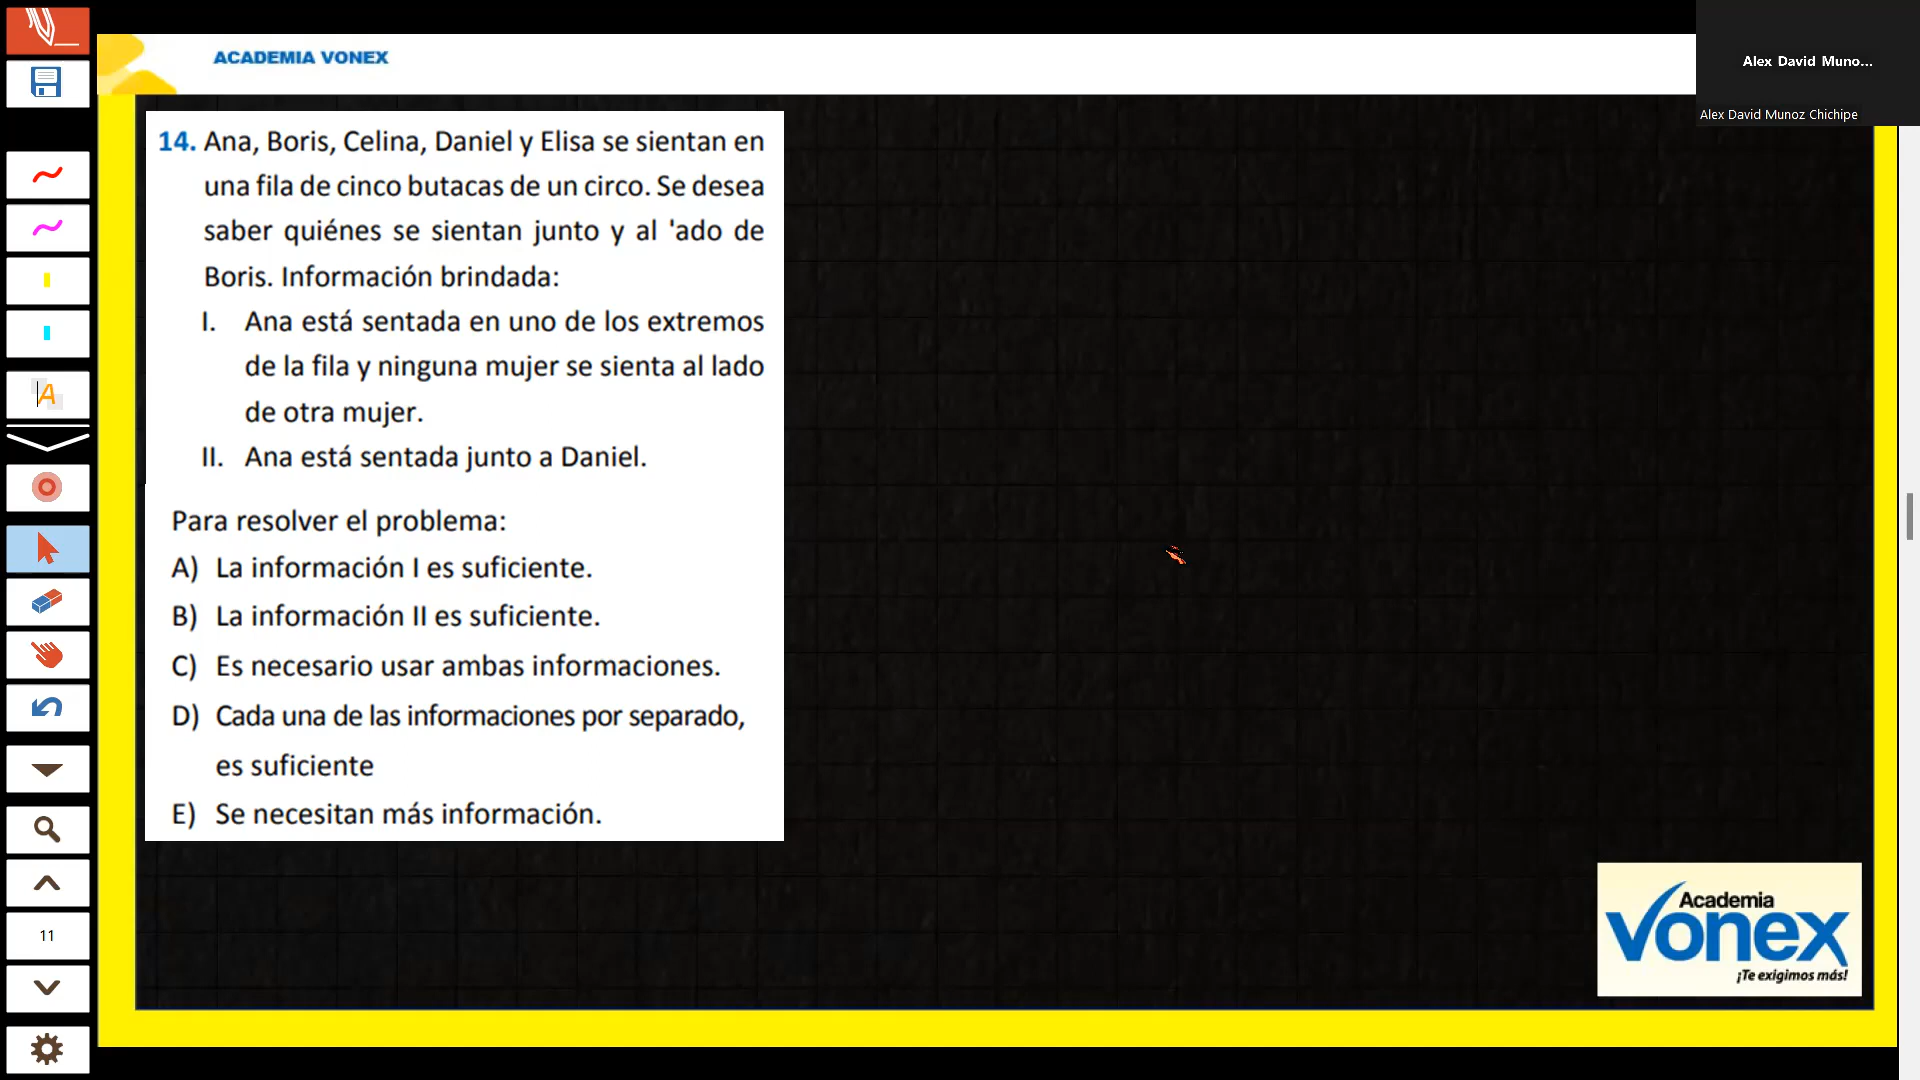 ACADEMIA VONEX
Alex David Muno...
Alex David Munoz Chichipe
14. Ana, Boris, Celina, Daniel y Elisa se sientan en
una fila de cinco butacas de un circo. Se desea
saber quiénes se sientan junto y al 'ado de
Boris. Información brindada:
I. Ana está sentada en uno de los extremos
de la fila y ninguna mujer se sienta al lado
de otra mujer.
II. Ana está sentada junto a Daniel.
Para resolver el problema:
A) La información I es suficiente.
B) La información II es suficiente.
C) Es necesario usar ambas informaciones.
D) Cada una de las informaciones por separado,
es suficiente
E) Se necesitan más información.
A
11
Academia
Vonex
¡Te exigimos más!